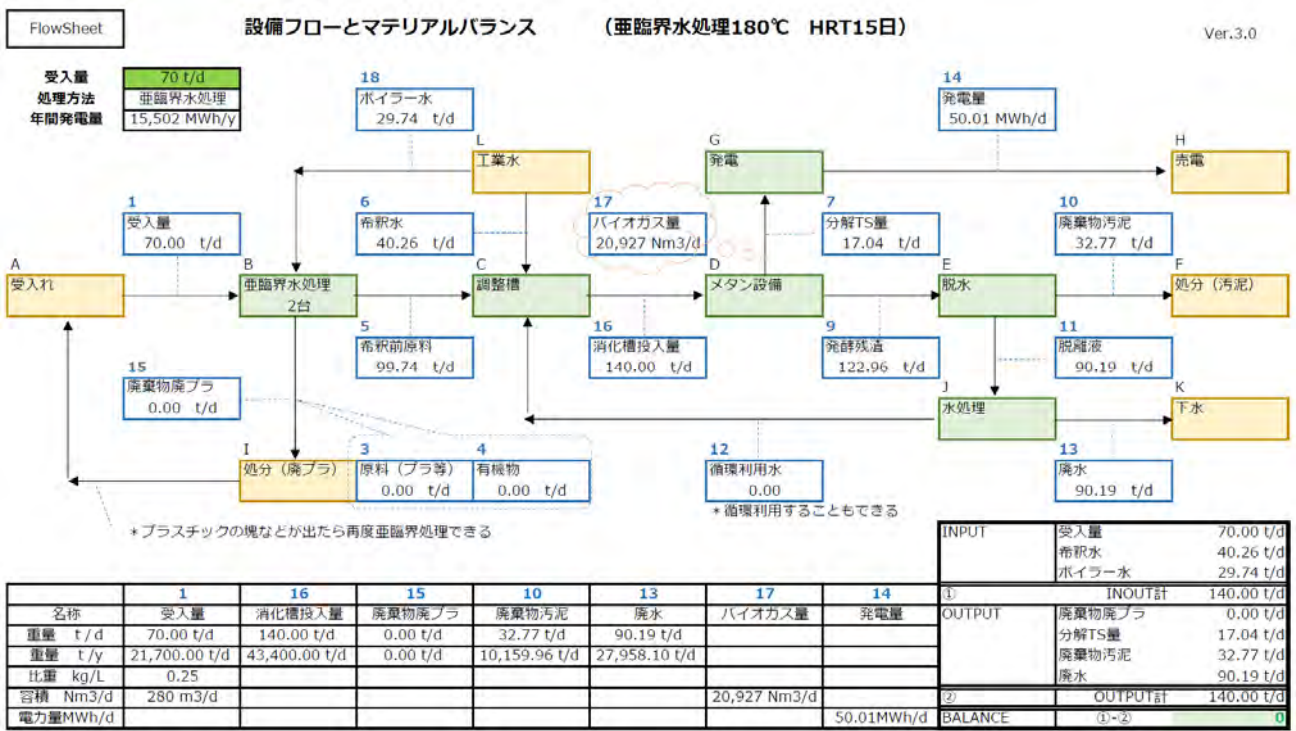 FlowSheet
設備フローとマテリアルバランス （亜臨界水処理180℃ HRT15日）
Ver.3.0
受入量 70 t/d
処理方法 亜臨界水処理
年間発電量 15,502 MWh/y
18
ボイラー水
29.74 t/d
14
発電量
50.01 MWh/d
L
工業水
G
発電
H
売電
1
受入量
70.00 t/d
6
希釈水
40.26 t/d
17
バイオガス量
20,927 Nm3/d
7
分解TS量
17.04 t/d
10
廃棄物汚泥
32.77 t/d
A
受入れ
B
亜臨界水処理
2台
C
調整槽
D
メタン設備
E
脱水
F
処分（汚泥）
5
希釈前原料
99.74 t/d
16
消化槽投入量
140.00 t/d
9
発酵残渣
122.96 t/d
11
脱離液
90.19 t/d
15
廃棄物廃プラ
0.00 t/d
J
水処理
K
下水
I
処分（廃プラ）
3
原料（プラ等）
0.00 t/d
4
有機物
0.00 t/d
12
循環利用水
0.00
＊循環利用することもできる
13
廃水
90.19 t/d
＊プラスチックの塊などが出たら再度亜臨界処理できる
INPUT 受入量 70.00 t/d
希釈水 40.26 t/d
ボイラー水 29.74 t/d
① INOUT計 140.00 t/d
OUTPUT 廃棄物廃プラ 0.00 t/d
分解TS量 17.04 t/d
廃棄物汚泥 32.77 t/d
廃水 90.19 t/d
② OUTPUT計 140.00 t/d
BALANCE ①-② 0
1 16 15 10 13 17 14
名称 受入量 消化槽投入量 廃棄物廃プラ 廃棄物汚泥 廃水 バイオガス量 発電量
重量 t/d 70.00 t/d 140.00 t/d 0.00 t/d 32.77 t/d 90.19 t/d
重量 t/y 21,700.00 t/d 43,400.00 t/d 0.00 t/d 10,159.96 t/d 27,958.10 t/d
比重 kg/L 0.25
容積 Nm3/d 280 m3/d 20,927 Nm3/d
電力量MWh/d 50.01MWh/d